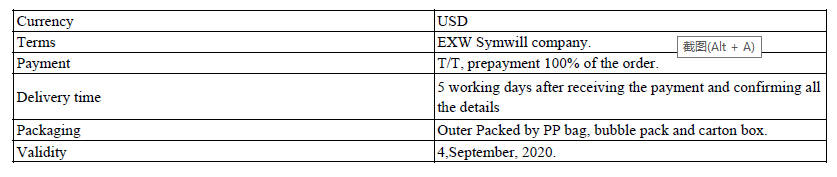 Currency USD
Terms EXW Symwill company.
截图(Alt + A)
Payment T/T, prepayment 100% of the order.
Delivery time 5 working days after receiving the payment and confirming all
the details
Packaging Outer Packed by PP bag, bubble pack and carton box.
Validity 4,September, 2020.